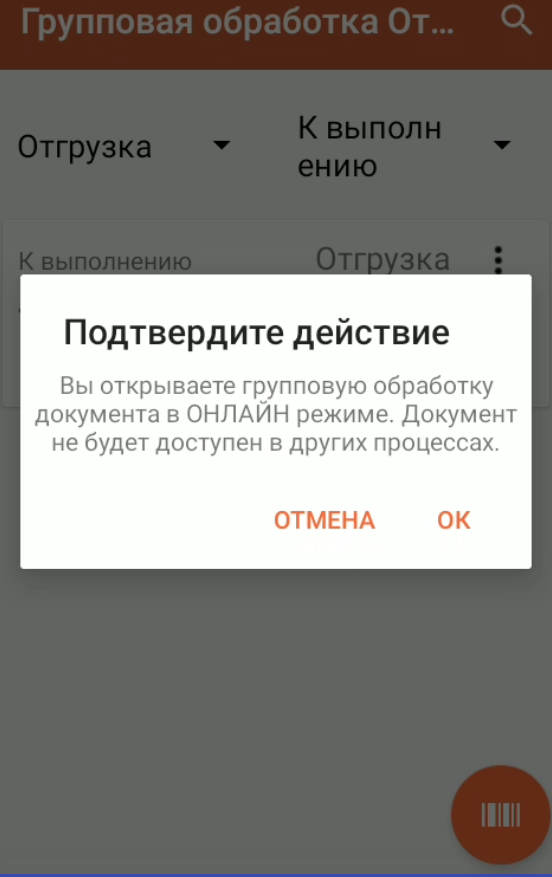 Групповая обработка От...
Отгрузка
К выполн
ению
К выполнению
Отгрузка
Подтвердите действие
Вы открываете групповую обработку
документа в ОНЛАЙН режиме. Документ
не будет доступен в других процессах.
ОТМЕНА
ОК